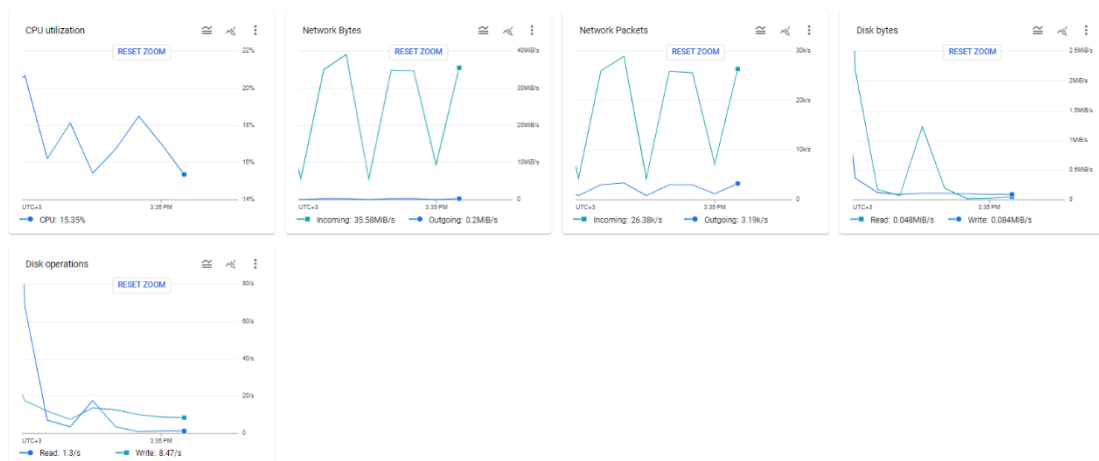 CPU utilization
RESET ZOOM
22%
20%
18%
16%
14%
UTC+3
3:35 PM
CPU: 15.35%
Network Bytes
RESET ZOOM
40MiB/s
30MiB/s
20MiB/s
10MiB/s
0
UTC+3
3:35 PM
Incoming: 35.58MiB/s
Outgoing: 0.2MiB/s
Network Packets
RESET ZOOM
30k/s
20k/s
10k/s
0
UTC+3
3:35 PM
Incoming: 26.38k/s
Outgoing: 3.19k/s
Disk bytes
RESET ZOOM
2.5MiB/s
2MiB/s
1.5MiB/s
1MiB/s
0.5MiB/s
0
UTC+3
3:35 PM
Read: 0.048MiB/s
Write: 0.084MiB/s
Disk operations
RESET ZOOM
80/s
60/s
40/s
20/s
0
UTC+3
3:35 PM
Read: 1.3/s
Write: 8.47/s